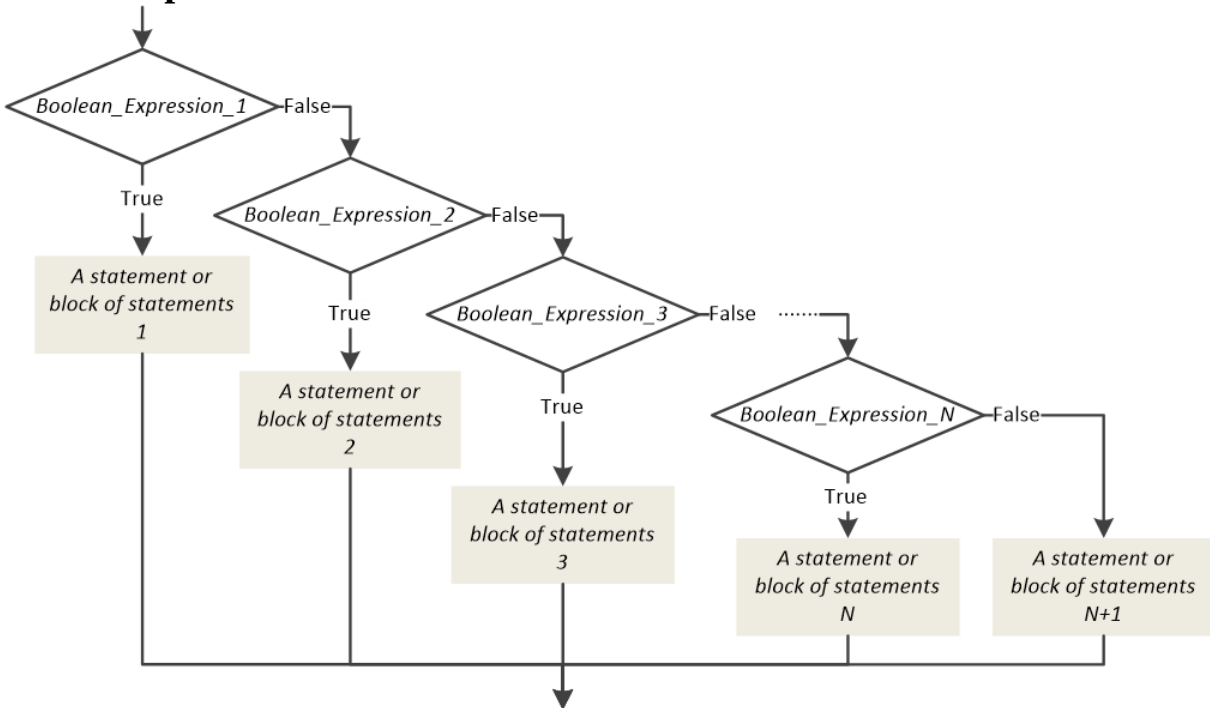 Boolean_Expression_1
False
True
Boolean_Expression_2
False
A statement or
block of statements
1
True
Boolean_Expression_3
False
......
A statement or
block of statements
2
True
Boolean_Expression_N
False
A statement or
block of statements
3
True
A statement or
block of statements
N
A statement or
block of statements
N+1